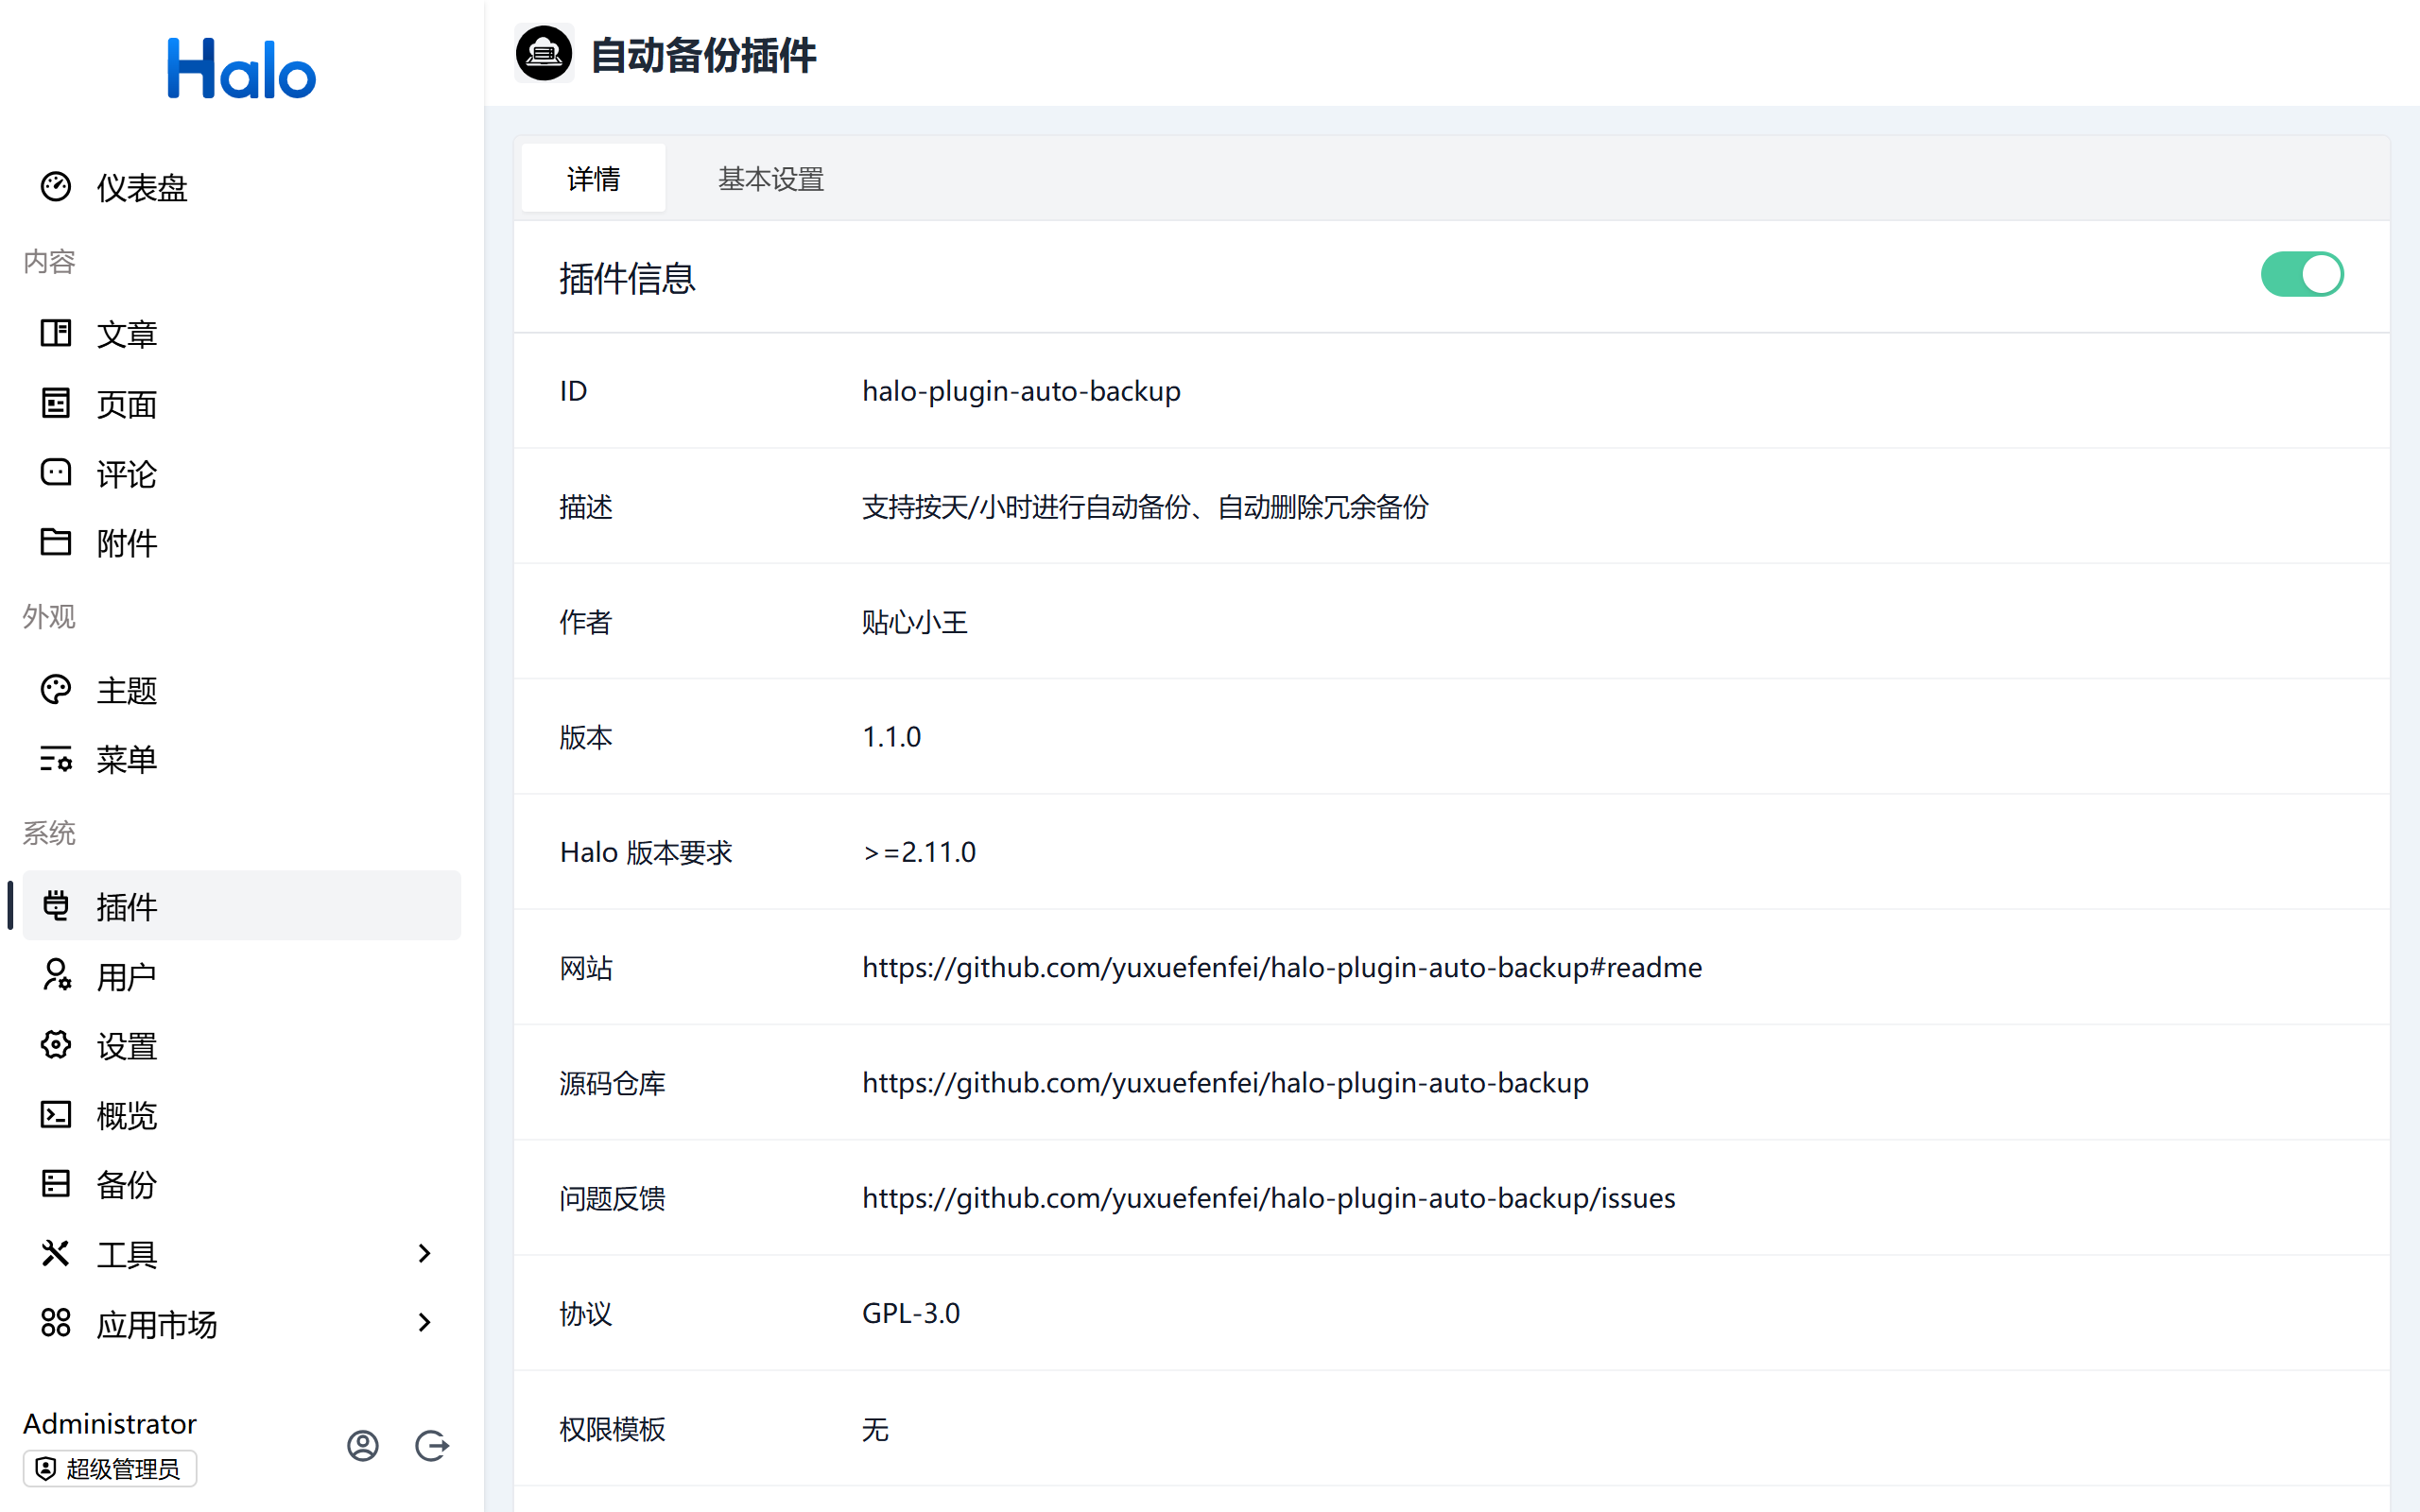 Halo
仪表盘
内容
文章
页面
评论
附件
外观
主题
菜单
系统
插件
用户
设置
概览
备份
工具
应用市场
Administrator
超级管理员
自动备份插件
详情
基本设置
插件信息
ID
halo-plugin-auto-backup
描述
支持按天/小时进行自动备份、自动删除冗余备份
作者
贴心小王
版本
1.1.0
Halo 版本要求
>=2.11.0
网站
https://github.com/yuxuefenfei/halo-plugin-auto-backup#readme
源码仓库
https://github.com/yuxuefenfei/halo-plugin-auto-backup
问题反馈
https://github.com/yuxuefenfei/halo-plugin-auto-backup/issues
协议
GPL-3.0
权限模板
无